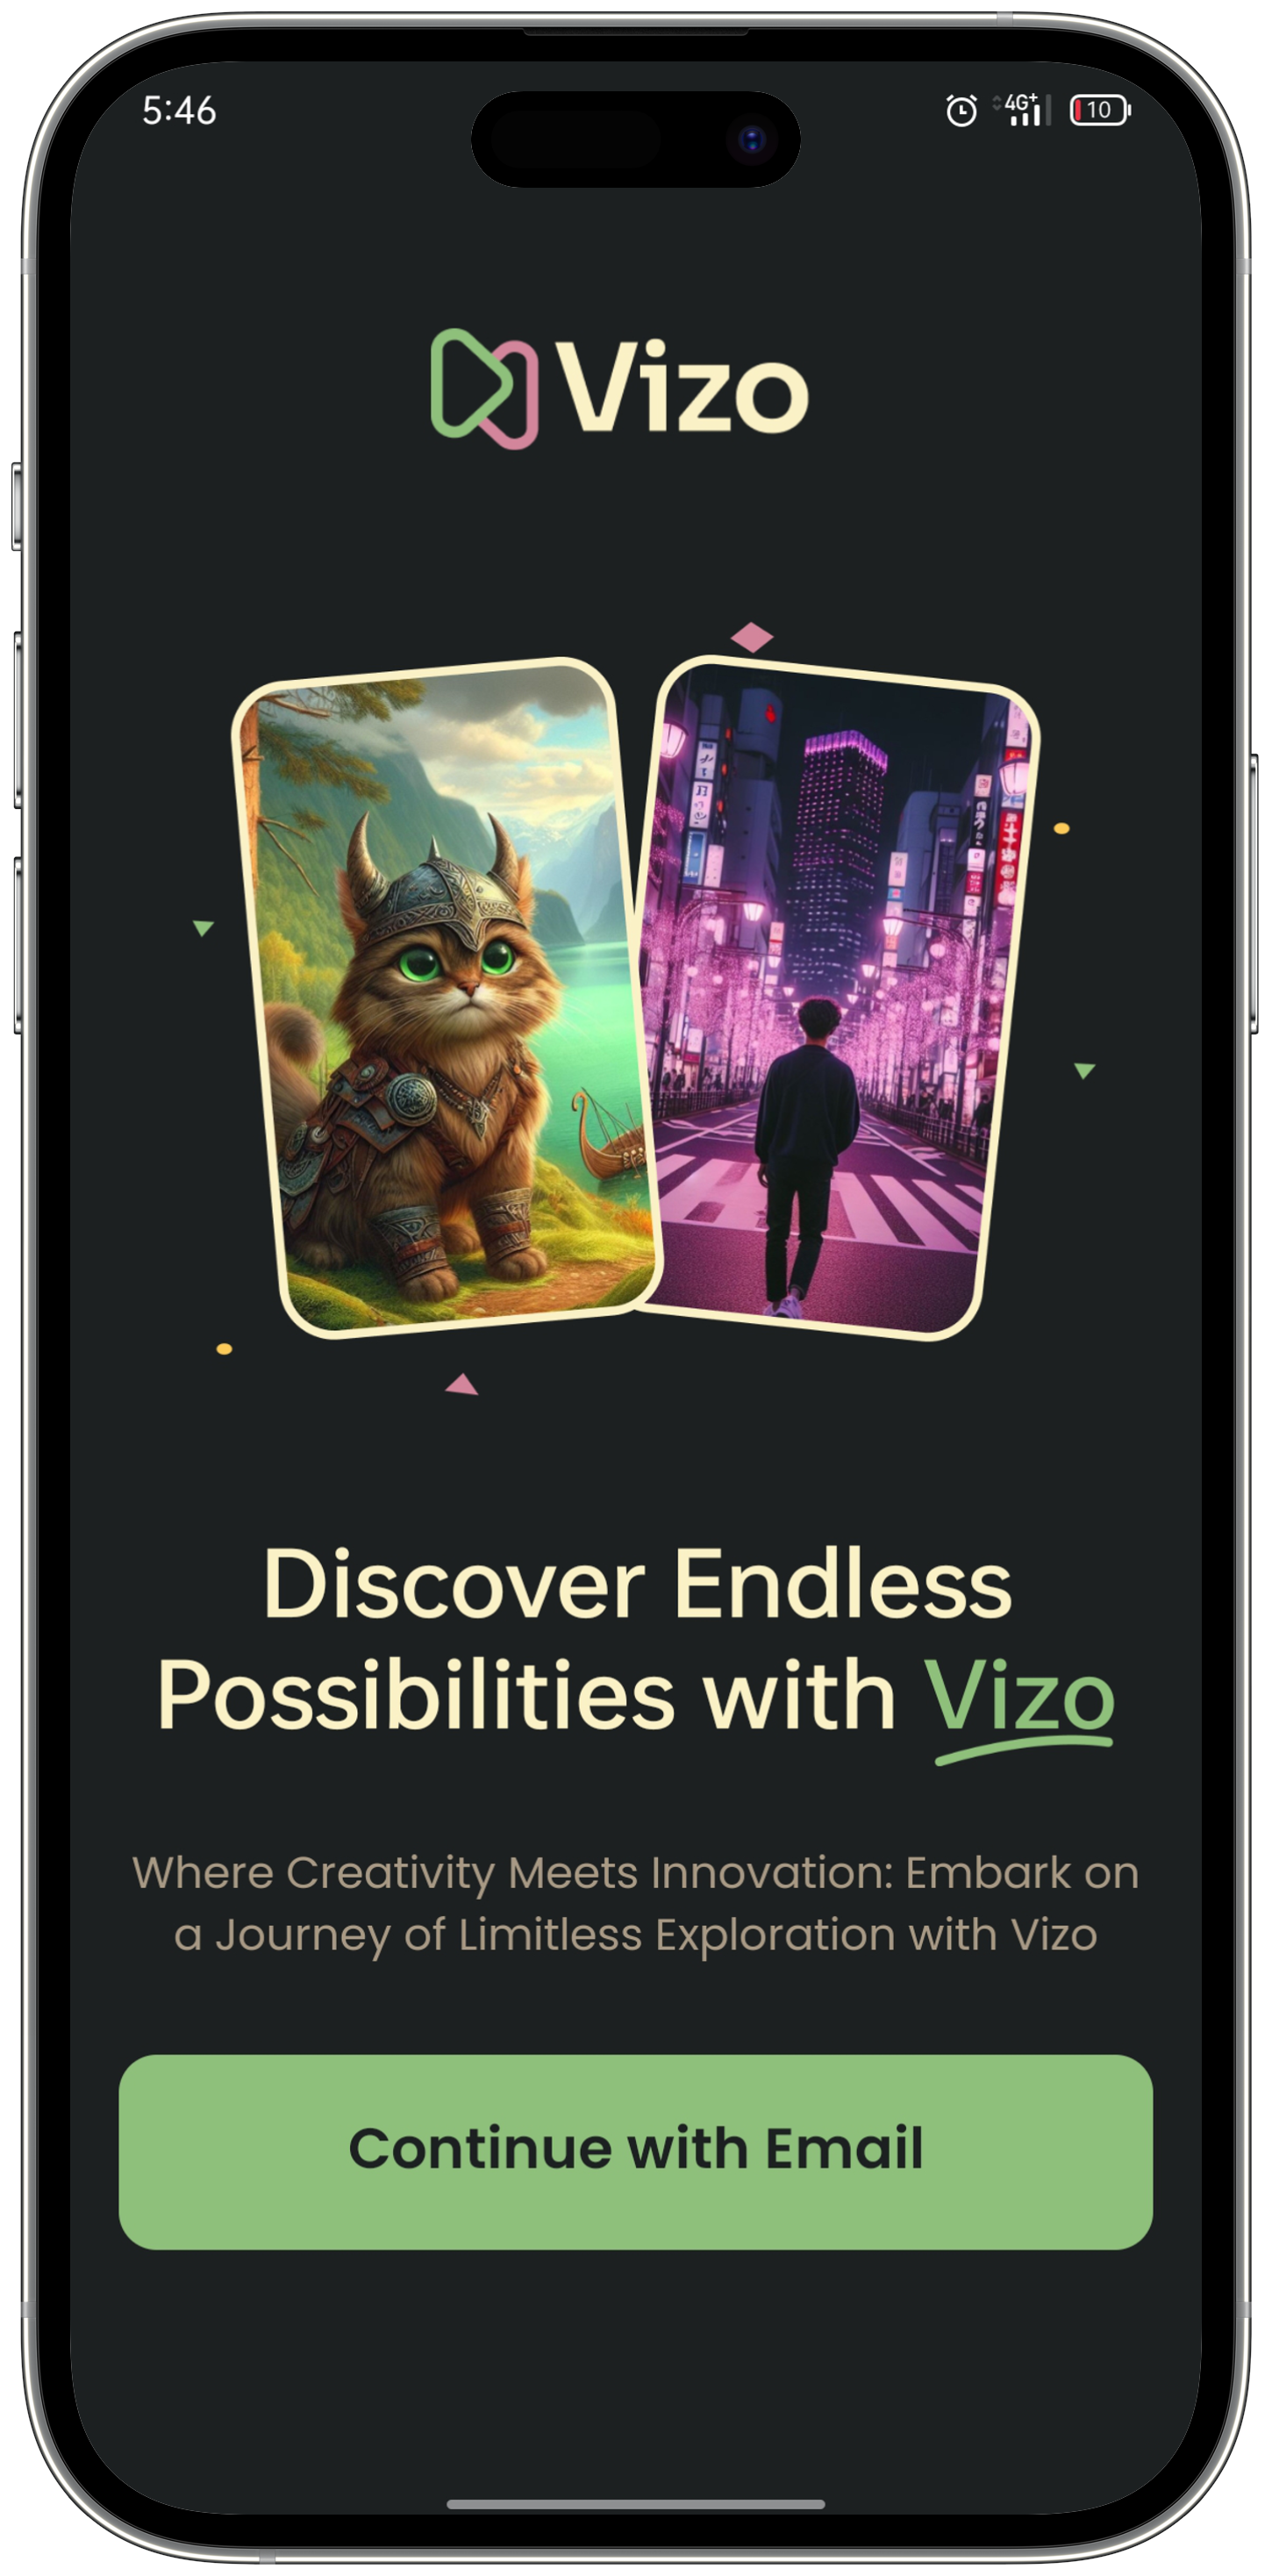 5:46
4G+
10
Vizo
Discover Endless
Possibilities with Vizo
Where Creativity Meets Innovation: Embark on
a Journey of Limitless Exploration with Vizo
Continue with Email